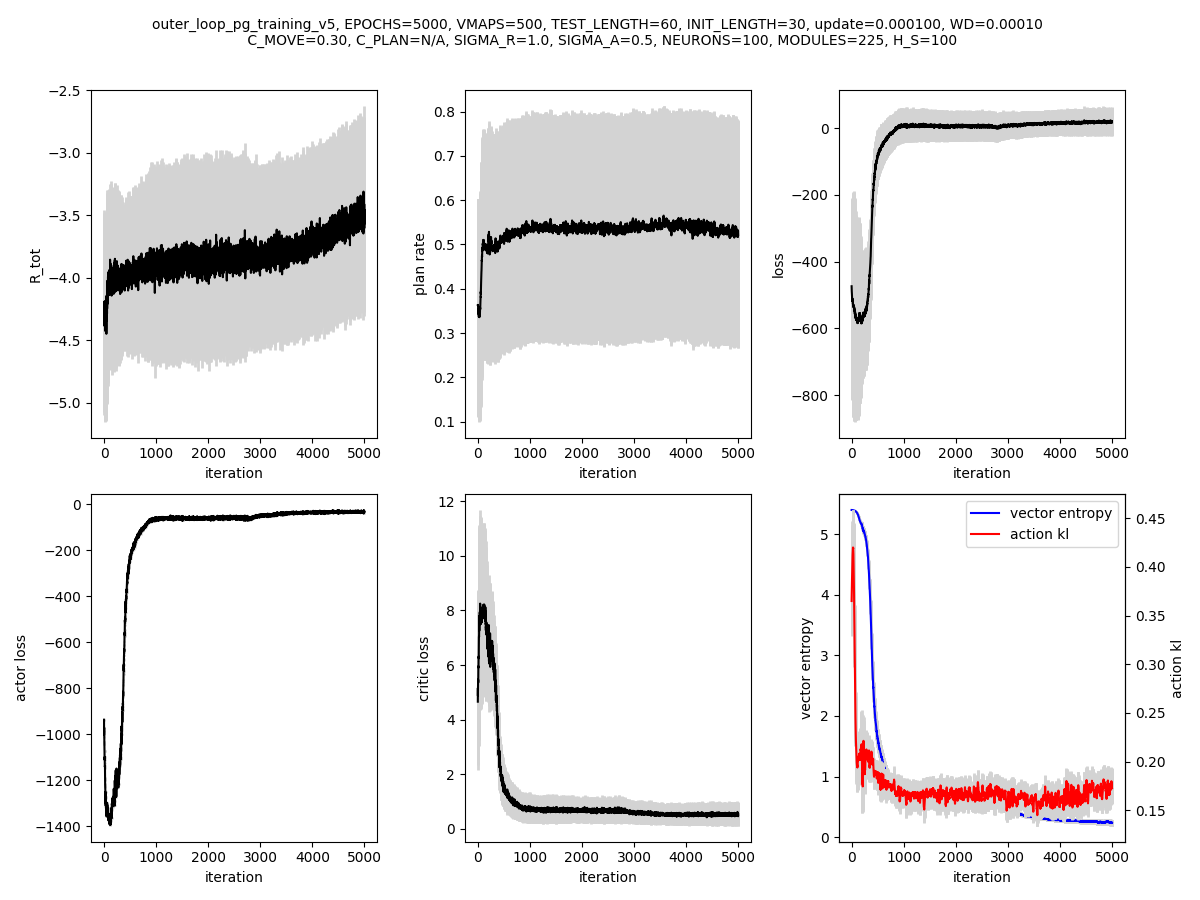 outer_loop_pg_training_v5, EPOCHS=5000, VMAPS=500, TEST_LENGTH=60, INIT_LENGTH=30, update=0.000100, WD=0.00010
C_MOVE=0.30, C_PLAN=N/A, SIGMA_R=1.0, SIGMA_A=0.5, NEURONS=100, MODULES=225, H_S=100
R_tot
−2.5
−3.0
−3.5
−4.0
−4.5
−5.0
0 1000 2000 3000 4000 5000
iteration
plan rate
0.8
0.7
0.6
0.5
0.4
0.3
0.2
0.1
0 1000 2000 3000 4000 5000
iteration
loss
0
−200
−400
−600
−800
0 1000 2000 3000 4000 5000
iteration
actor loss
0
−200
−400
−600
−800
−1000
−1200
−1400
0 1000 2000 3000 4000 5000
iteration
critic loss
12
10
8
6
4
2
0
0 1000 2000 3000 4000 5000
iteration
vector entropy
5
4
3
2
1
0
vector entropy
action kl
0.45
0.40
0.35
0.30
0.25
0.20
0.15
action kl
0 1000 2000 3000 4000 5000
iteration